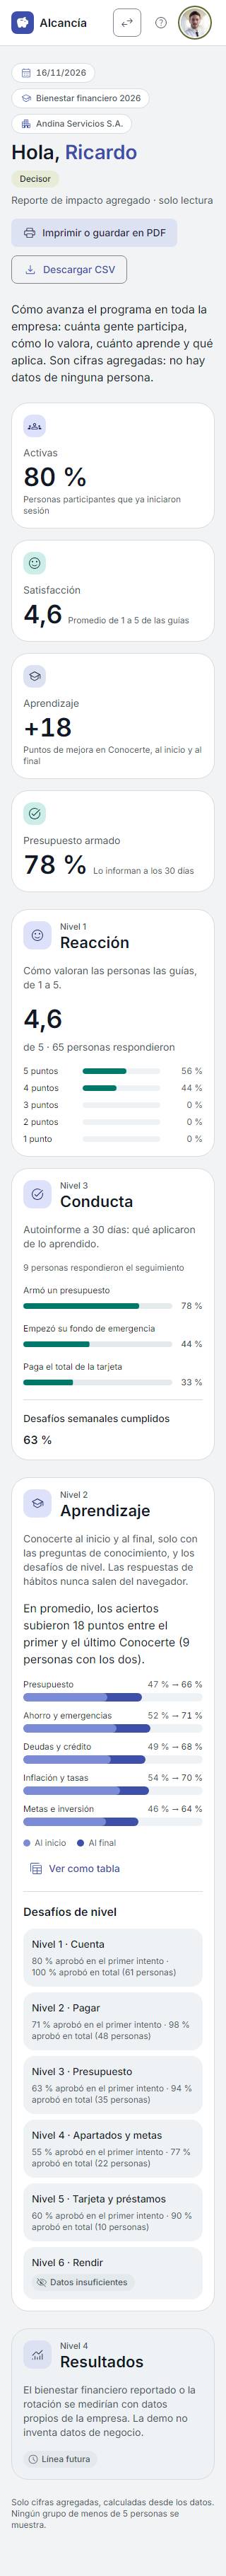 Alcancía
16/11/2026
Bienestar financiero 2026
Andina Servicios S.A.
Hola, Ricardo
Decisor
Reporte de impacto agregado · solo lectura
Imprimir o guardar en PDF
Descargar CSV
Cómo avanza el programa en toda la
empresa: cuánta gente participa,
cómo lo valora, cuánto aprende y qué
aplica. Son cifras agregadas: no hay
datos de ninguna persona.
Activas
80 %
Personas participantes que ya iniciaron
sesión
Satisfacción
4,6 Promedio de 1 a 5 de las guías
Aprendizaje
+18
Puntos de mejora en Conocerte, al inicio y al
final
Presupuesto armado
78 % Lo informan a los 30 días
Nivel 1
Reacción
Cómo valoran las personas las guías,
de 1 a 5.
4,6
de 5 · 65 personas respondieron
5 puntos 56 %
4 puntos 44 %
3 puntos 0 %
2 puntos 0 %
1 punto 0 %
Nivel 3
Conducta
Autoinforme a 30 días: qué aplicaron
de lo aprendido.
9 personas respondieron el seguimiento
Armó un presupuesto
78 %
Empezó su fondo de emergencia
44 %
Paga el total de la tarjeta
33 %
Desafíos semanales cumplidos
63 %
Nivel 2
Aprendizaje
Conocerte al inicio y al final, solo con
las preguntas de conocimiento, y los
desafíos de nivel. Las respuestas de
hábitos nunca salen del navegador.
En promedio, los aciertos
subieron 18 puntos entre el
primer y el último Conocerte (9
personas con los dos).
Presupuesto 47 % → 66 %
Ahorro y emergencias 52 % → 71 %
Deudas y crédito 49 % → 68 %
Inflación y tasas 54 % → 70 %
Metas e inversión 46 % → 64 %
Al inicio Al final
Ver como tabla
Desafíos de nivel
Nivel 1 · Cuenta
80 % aprobó en el primer intento ·
100 % aprobó en total (61 personas)
Nivel 2 · Pagar
71 % aprobó en el primer intento · 98 %
aprobó en total (48 personas)
Nivel 3 · Presupuesto
63 % aprobó en el primer intento · 94 %
aprobó en total (35 personas)
Nivel 4 · Apartados y metas
55 % aprobó en el primer intento · 77 %
aprobó en total (22 personas)
Nivel 5 · Tarjeta y préstamos
60 % aprobó en el primer intento · 90 %
aprobó en total (10 personas)
Nivel 6 · Rendir
Datos insuficientes
Nivel 4
Resultados
El bienestar financiero reportado o la
rotación se medirían con datos
propios de la empresa. La demo no
inventa datos de negocio.
Línea futura
Solo cifras agregadas, calculadas desde los datos.
Ningún grupo de menos de 5 personas se
muestra.